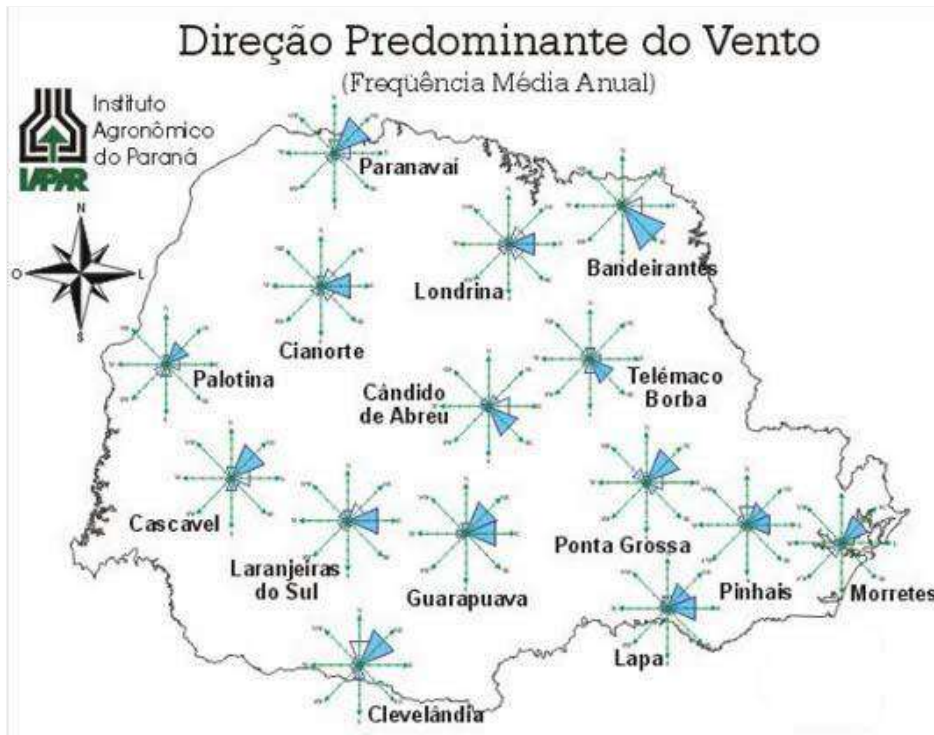 Direção Predominante do Vento
(Freqüência Média Anual)
Instituto
Agronômico
do Paraná
IAPAR
N
O
L
S
Paranavaí
Bandeirantes
Londrina
Cianorte
Palotina
Telémaco
Borba
Cândido
de Abreu
Cascavel
Laranjeiras
do Sul
Guarapuava
Ponta Grossa
Pinhais
Morretes
Lapa
Clevelândia